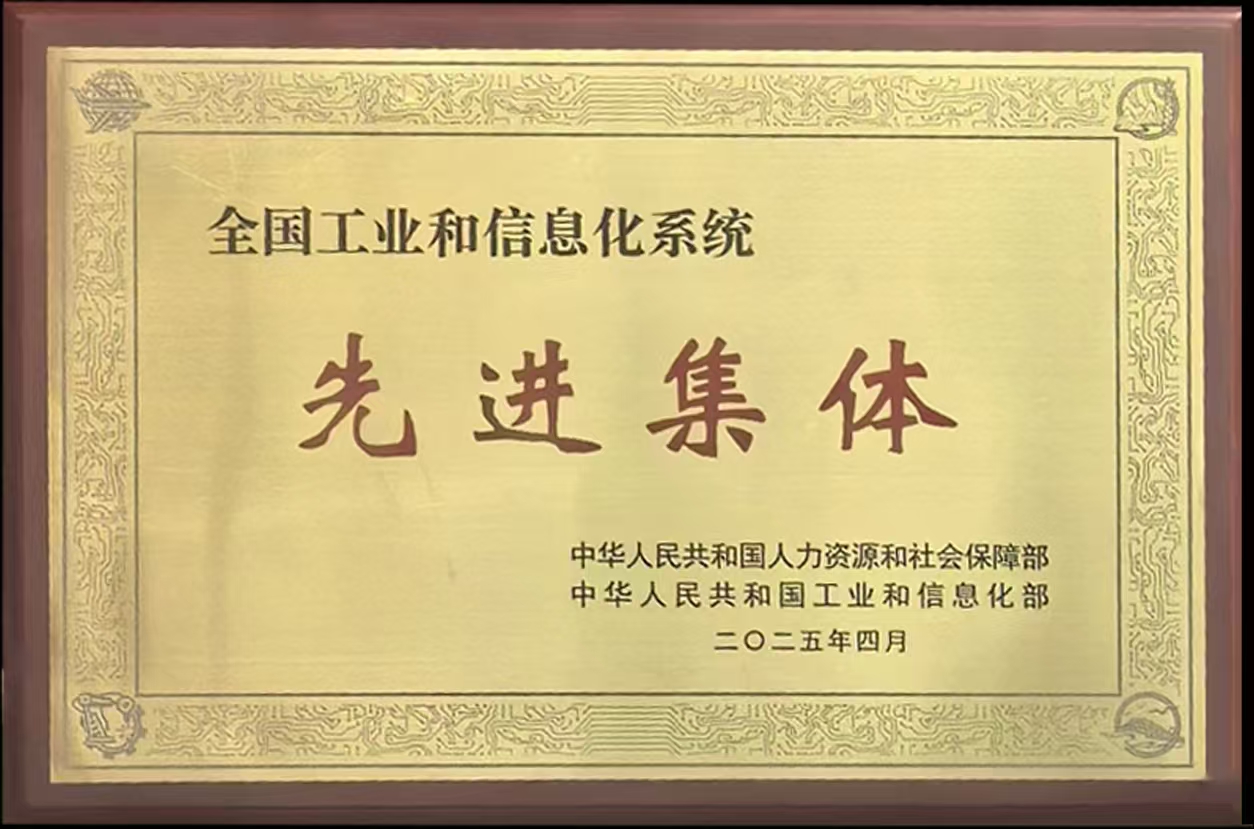 全国工业和信息化系统
先进集体
中华人民共和国人力资源和社会保障部
中华人民共和国工业和信息化部
二〇二五年四月